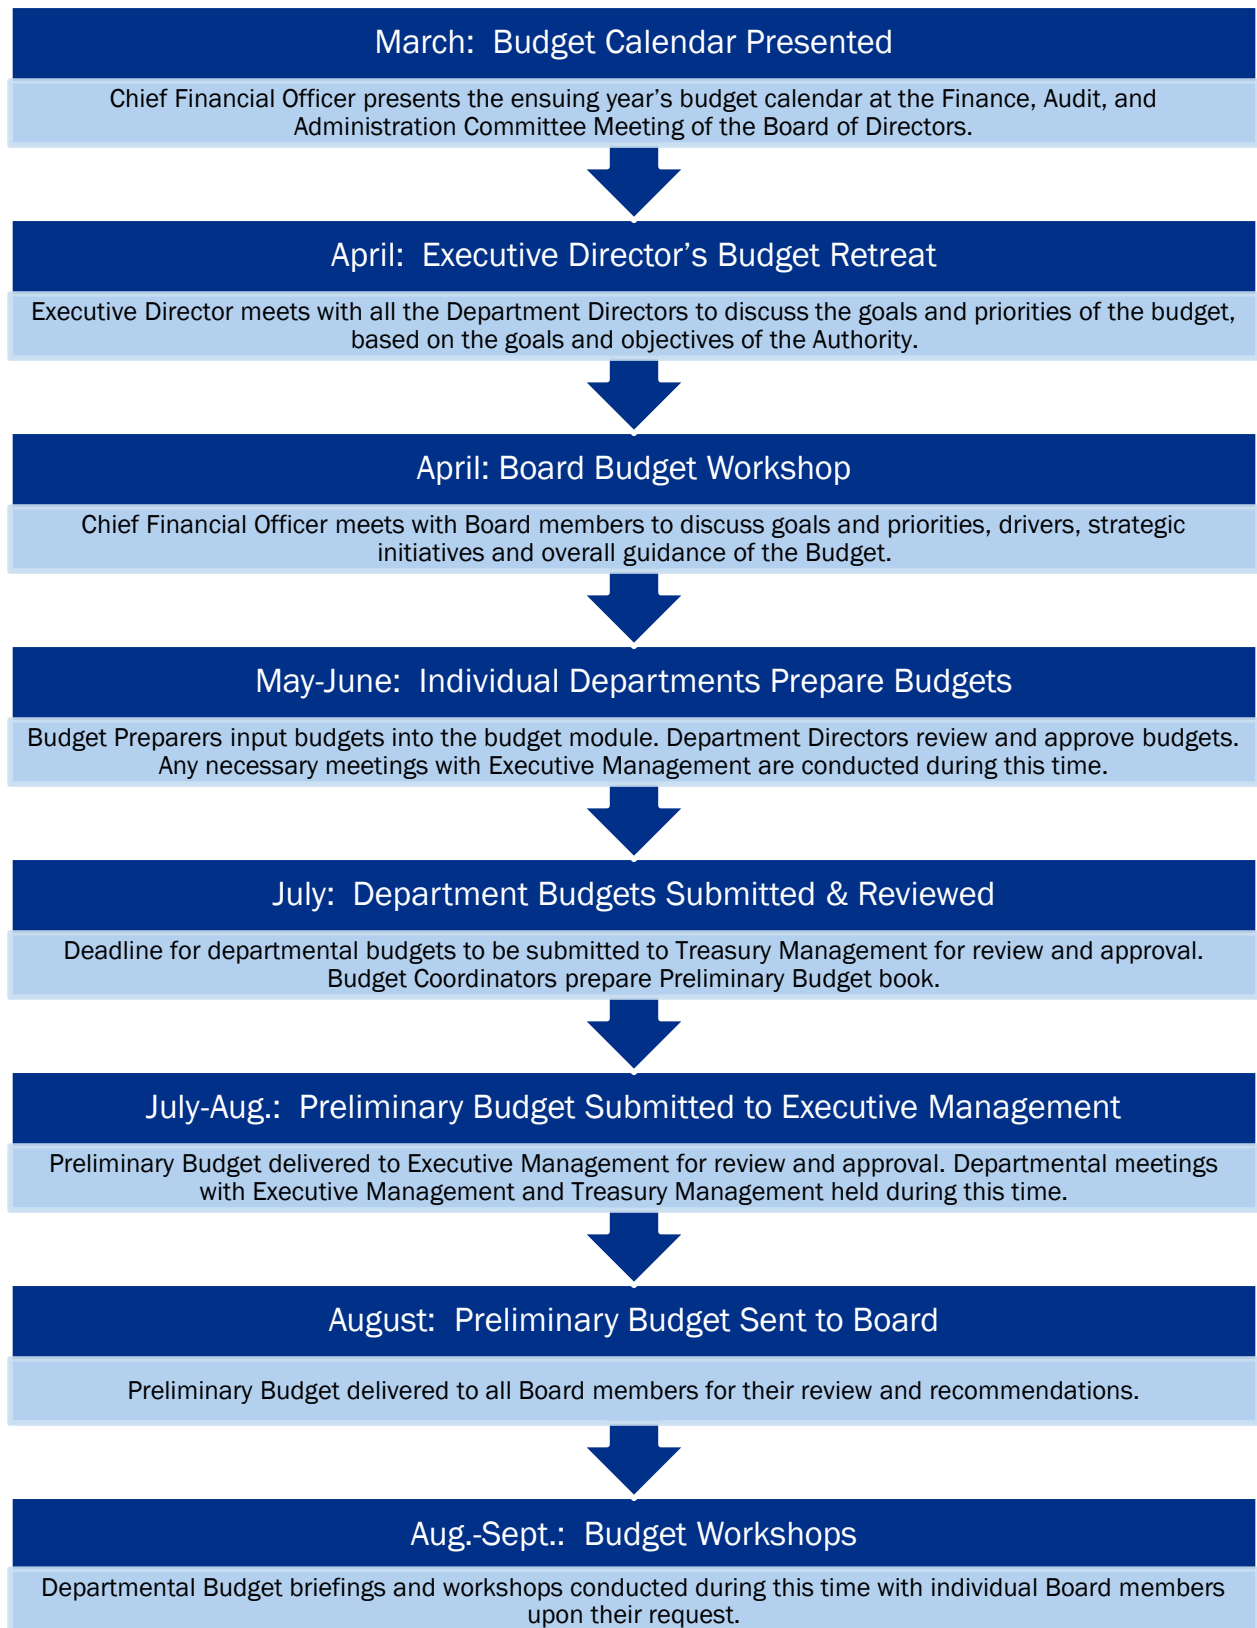 March:  Budget Calendar Presented
Chief Financial Officer presents the ensuing year’s budget calendar at the Finance, Audit, and
Administration Committee Meeting of the Board of Directors.
April:  Executive Director’s Budget Retreat
Executive Director meets with all the Department Directors to discuss the goals and priorities of the budget,
based on the goals and objectives of the Authority.
April: Board Budget Workshop
Chief Financial Officer meets with Board members to discuss goals and priorities, drivers, strategic
initiatives and overall guidance of the Budget.
May-June:  Individual Departments Prepare Budgets
Budget Preparers input budgets into the budget module. Department Directors review and approve budgets.
Any necessary meetings with Executive Management are conducted during this time.
July:  Department Budgets Submitted & Reviewed
Deadline for departmental budgets to be submitted to Treasury Management for review and approval.
Budget Coordinators prepare Preliminary Budget book.
July-Aug.:  Preliminary Budget Submitted to Executive Management
Preliminary Budget delivered to Executive Management for review and approval. Departmental meetings
with Executive Management and Treasury Management held during this time.
August:  Preliminary Budget Sent to Board
Preliminary Budget delivered to all Board members for their review and recommendations.
Aug.-Sept.:  Budget Workshops
Departmental Budget briefings and workshops conducted during this time with individual Board members
upon their request.